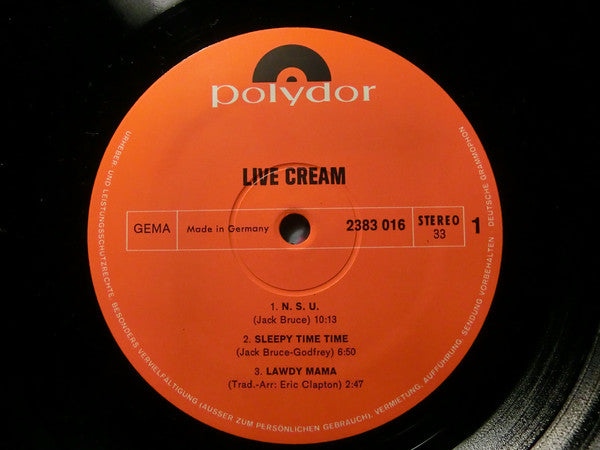 polydor
LIVE CREAM
GEMA
Made in Germany
2383 016
STEREO
33
1
1. N. S. U.
(Jack Bruce) 10:13
2. SLEEPY TIME TIME
(Jack Bruce-Godfrey) 6:50
3. LAWDY MAMA
(Trad.-Arr: Eric Clapton) 2:47
URHEBER- UND LEISTUNGSSCHUTZRECHTE BESONDERS VERVIELFÄLTIGUNG (AUSSER ZUM PERSÖNLICHEN GEBRAUCH), VERMIETUNG, AUFFÜHRUNG, SENDUNG VORBEHALTEN · DEUTSCHE GRAMMOPHON